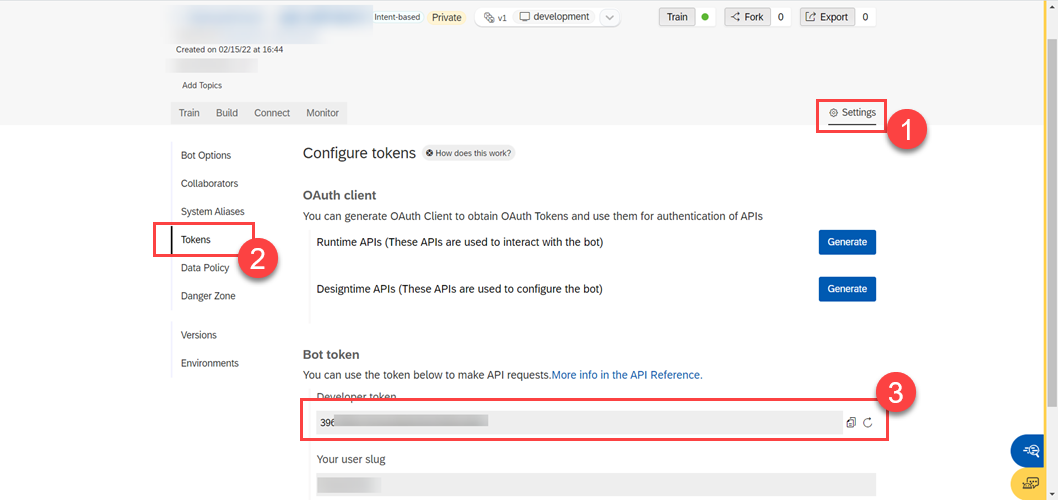 Intent-based Private v1 development Train Fork 0 Export 0
Created on 02/15/22 at 16:44
Add Topics
Train Build Connect Monitor Settings
1
Bot Options
Collaborators
System Aliases
Tokens
2
Data Policy
Danger Zone
Versions
Environments
Configure tokens How does this work?
OAuth client
You can generate OAuth Client to obtain OAuth Tokens and use them for authentication of APIs
Runtime APIs (These APIs are used to interact with the bot) Generate
Designtime APIs (These APIs are used to configure the bot) Generate
Bot token
You can use the token below to make API requests.More info in the API Reference.
Developer token
3
396
Your user slug